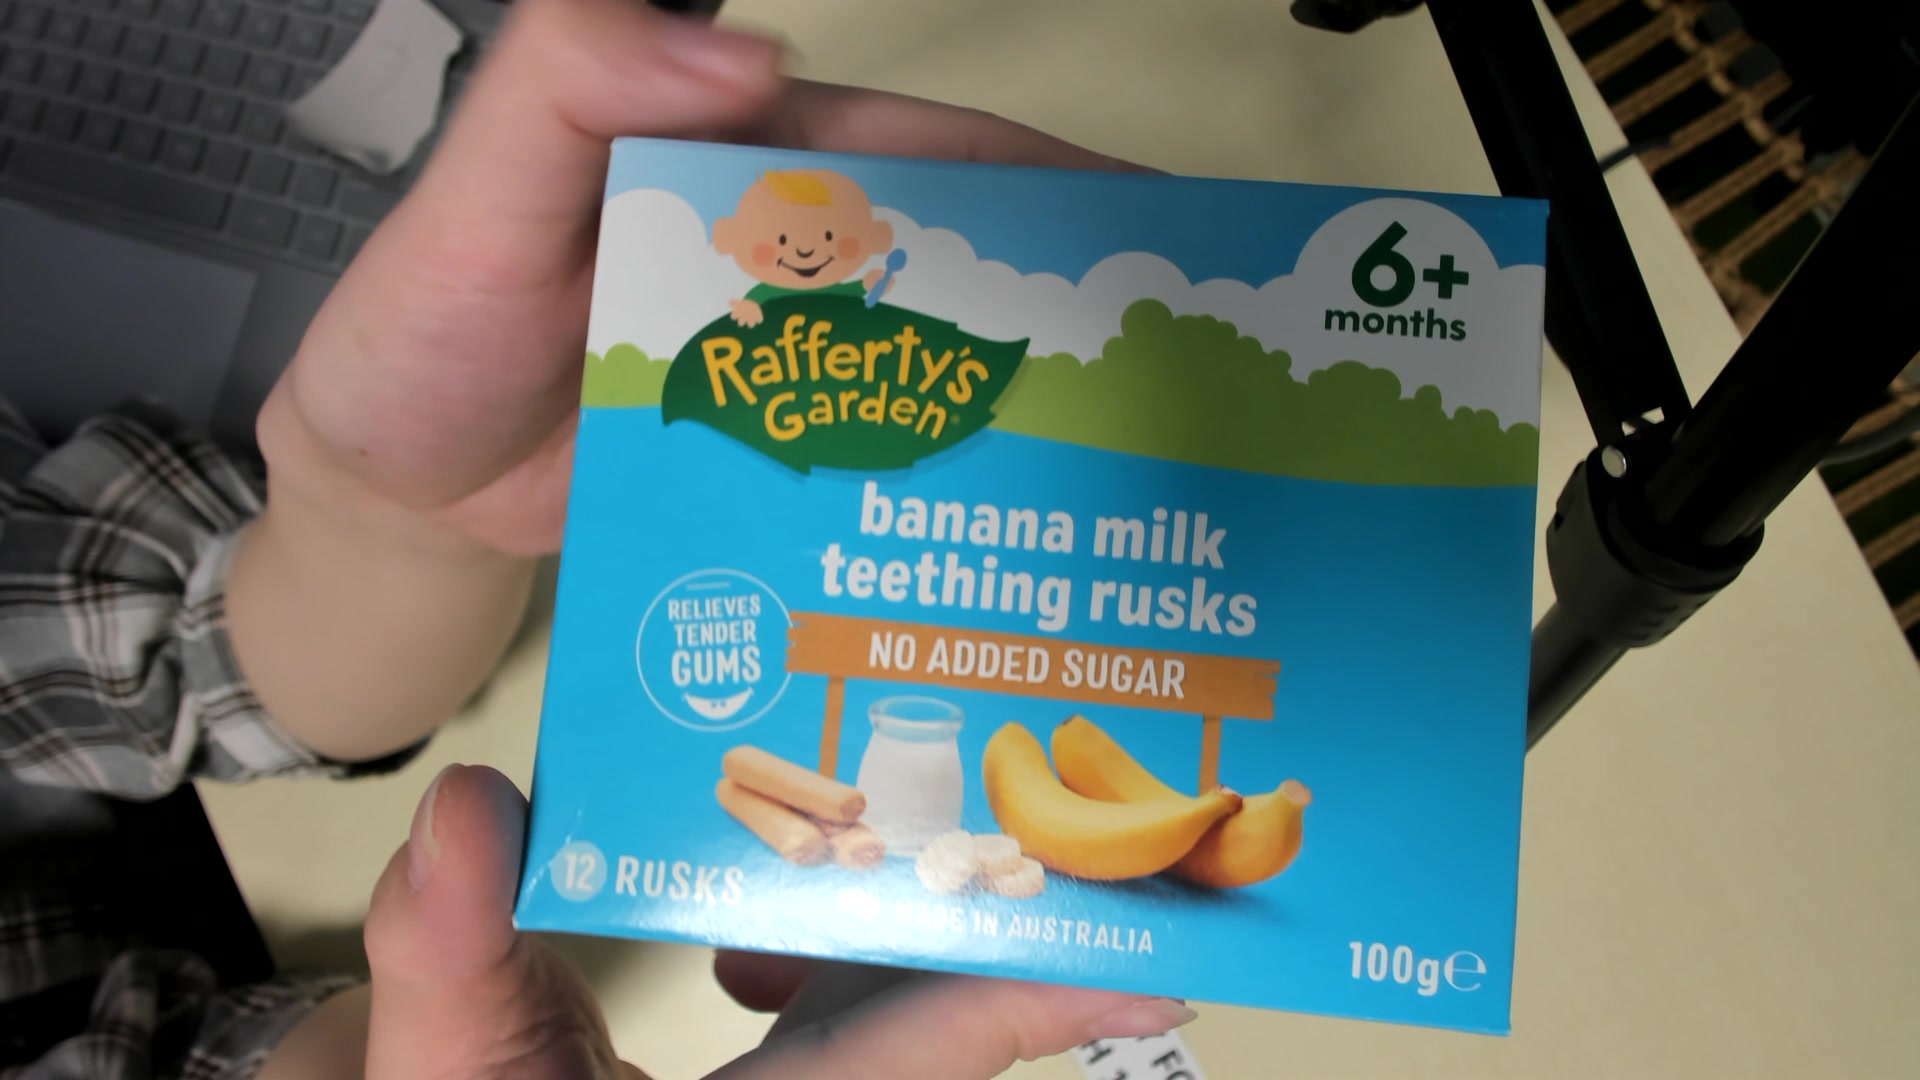 6+
months
Rafferty's
Garden
banana milk
teething rusks
RELIEVES
TENDER
GUMS
NO ADDED SUGAR
12 RUSKS
MADE IN AUSTRALIA
100g℮